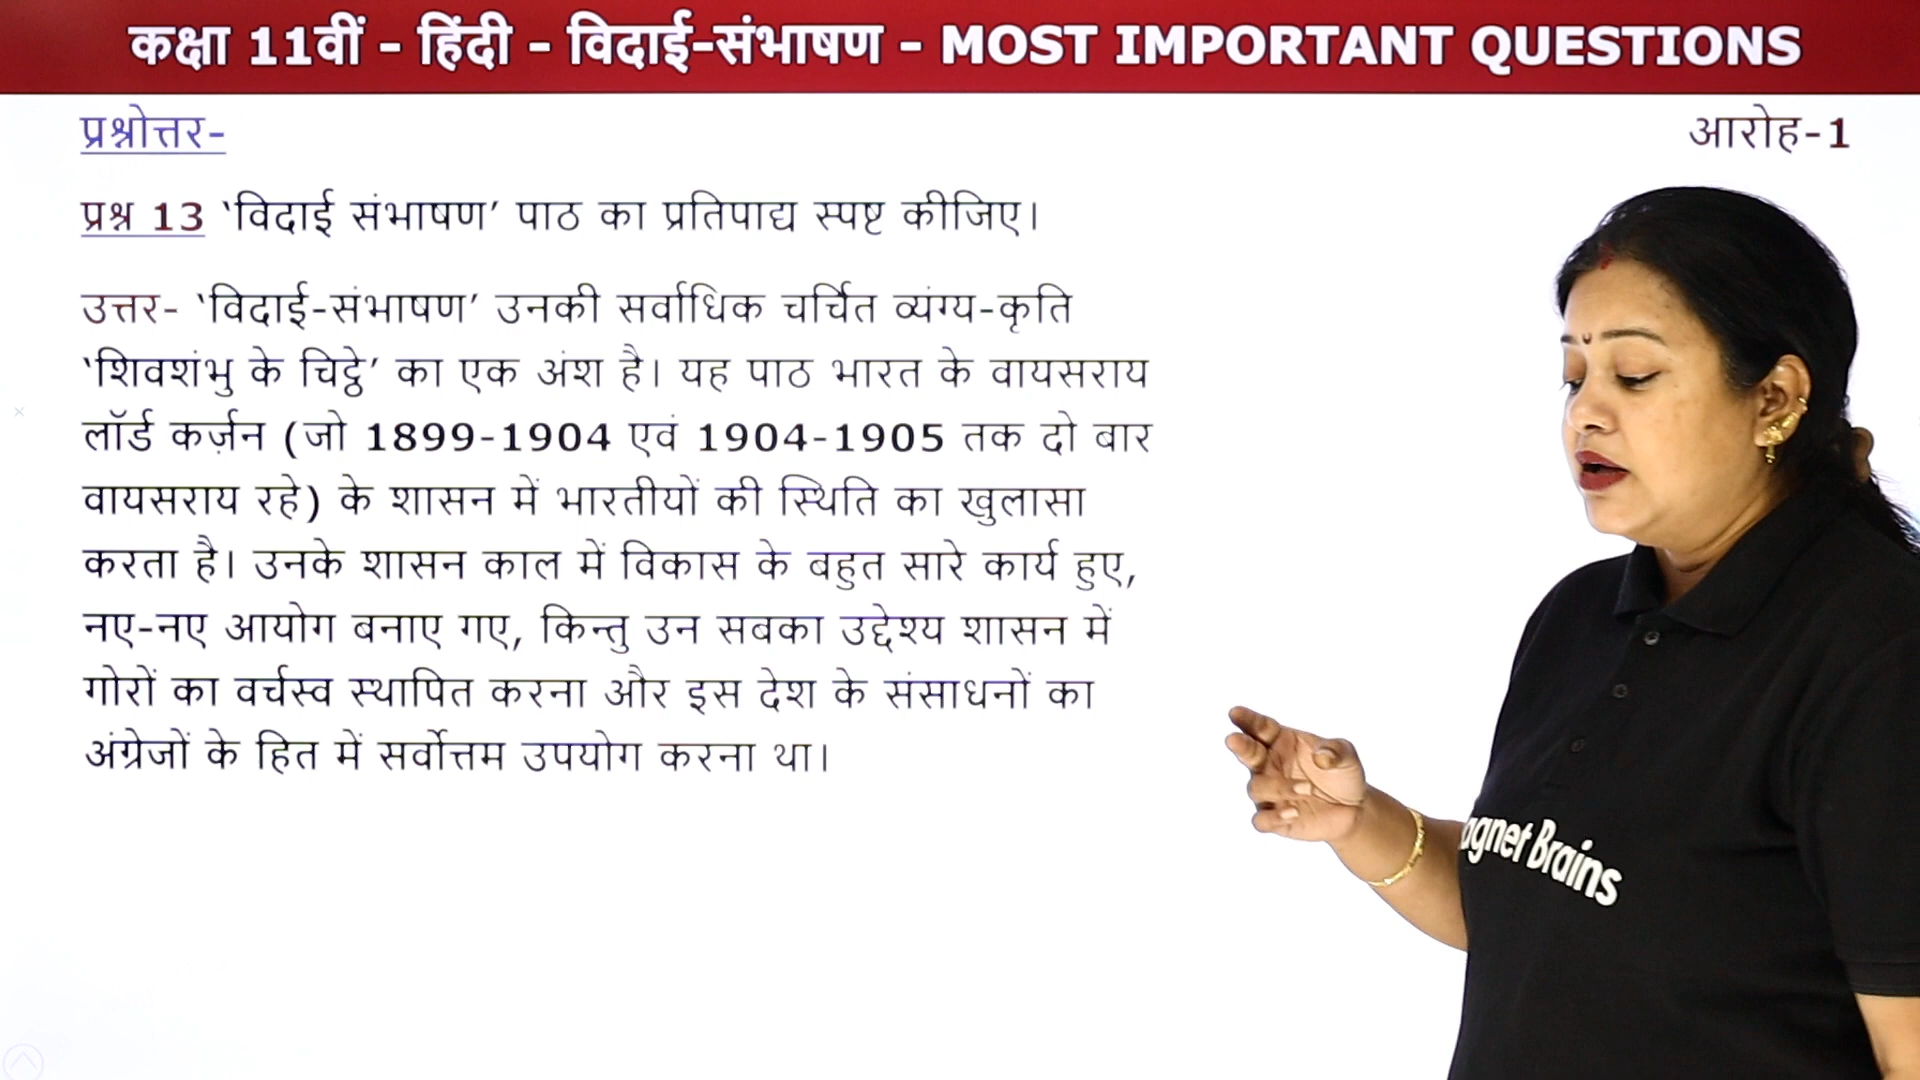 कक्षा 11वीं - हिंदी - विदाई-संभाषण - MOST IMPORTANT QUESTIONS
प्रश्नोत्तर-
आरोह-1
प्रश्न 13 ‘विदाई संभाषण’ पाठ का प्रतिपाद्य स्पष्ट कीजिए।
उत्तर- ‘विदाई-संभाषण’ उनकी सर्वाधिक चर्चित व्यंग्य-कृति
‘शिवशंभु के चिट्ठे’ का एक अंश है। यह पाठ भारत के वायसराय
लॉर्ड कर्ज़न (जो 1899-1904 एवं 1904-1905 तक दो बार
वायसराय रहे) के शासन में भारतीयों की स्थिति का खुलासा
करता है। उनके शासन काल में विकास के बहुत सारे कार्य हुए,
नए-नए आयोग बनाए गए, किन्तु उन सबका उद्देश्य शासन में
गोरों का वर्चस्व स्थापित करना और इस देश के संसाधनों का
अंग्रेजों के हित में सर्वोत्तम उपयोग करना था।
agnet Brains